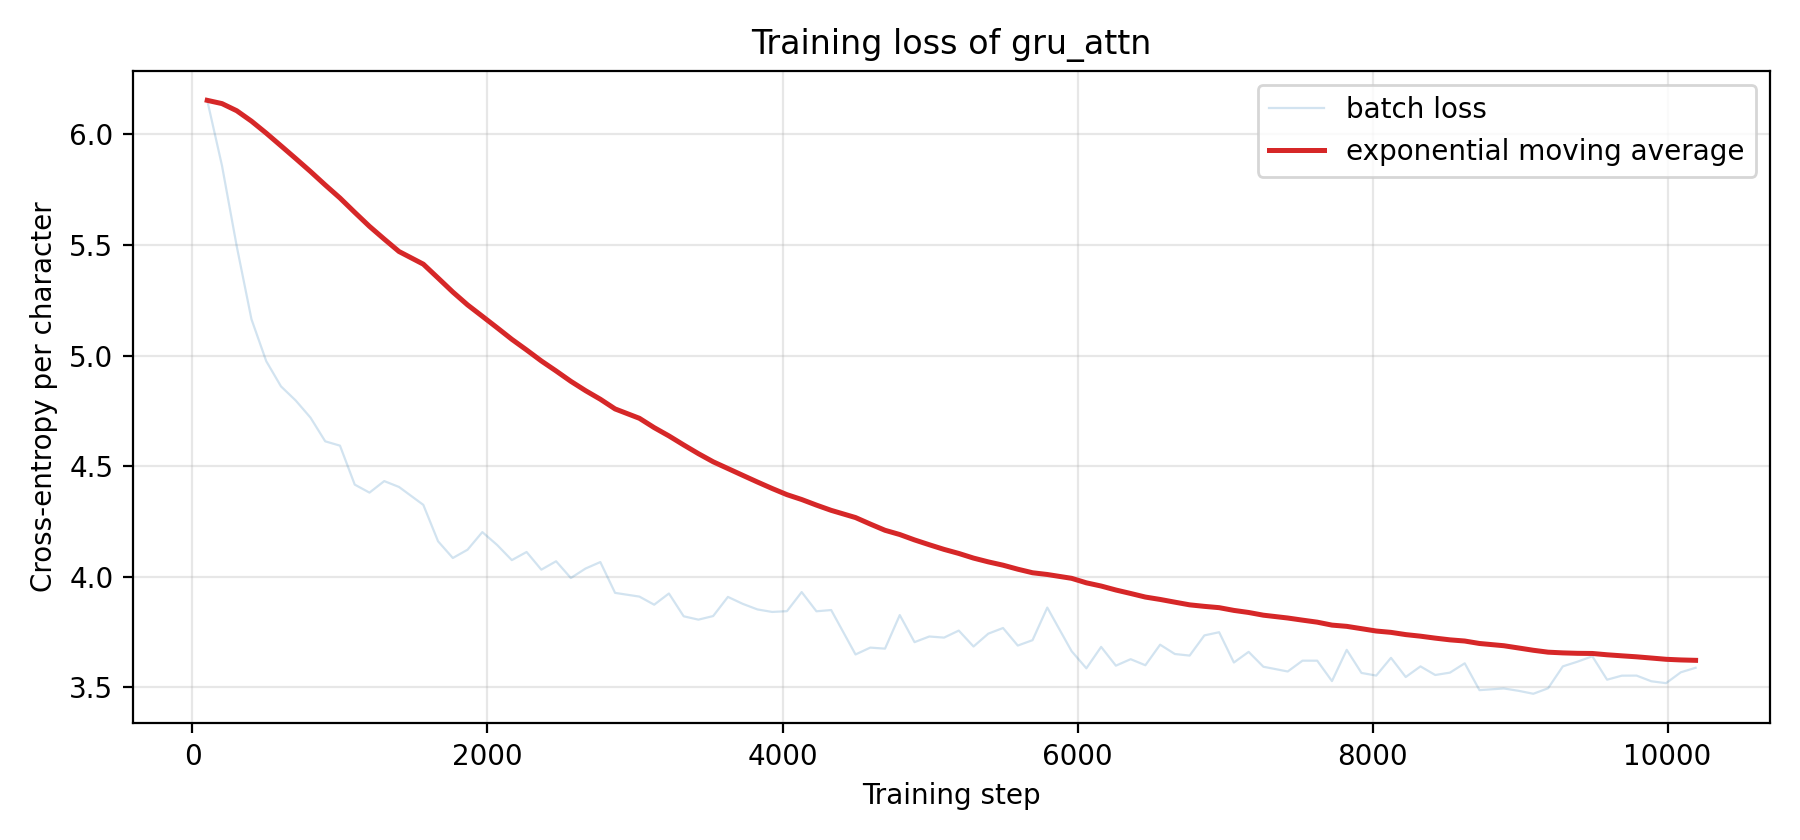 Training loss of gru_attn
batch loss
exponential moving average
Cross-entropy per character
6.0
5.5
5.0
4.5
4.0
3.5
0 2000 4000 6000 8000 10000
Training step